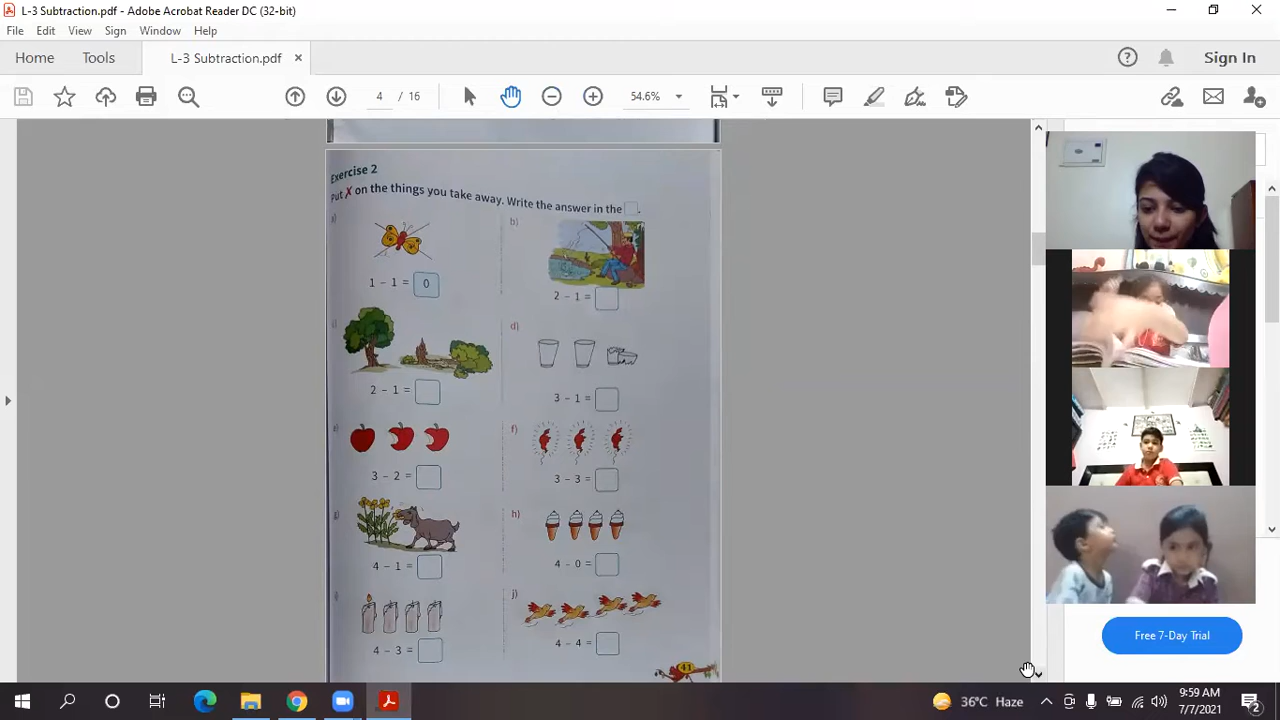 L-3 Subtraction.pdf - Adobe Acrobat Reader DC (32-bit)
File Edit View Sign Window Help
Home Tools L-3 Subtraction.pdf × Sign In
4 / 16 54.6%
Exercise 2
Put ✗ on the things you take away. Write the answer in the □.
a) b)
1 - 1 = 0
2 - 1 =
d)
2 - 1 =
3 - 1 =
e) f)
3 - 2 =
3 - 3 =
g) h)
4 - 1 =
4 - 0 =
i) j)
4 - 3 =
4 - 4 =
41
Free 7-Day Trial
36°C Haze
9:59 AM
7/7/2021
2